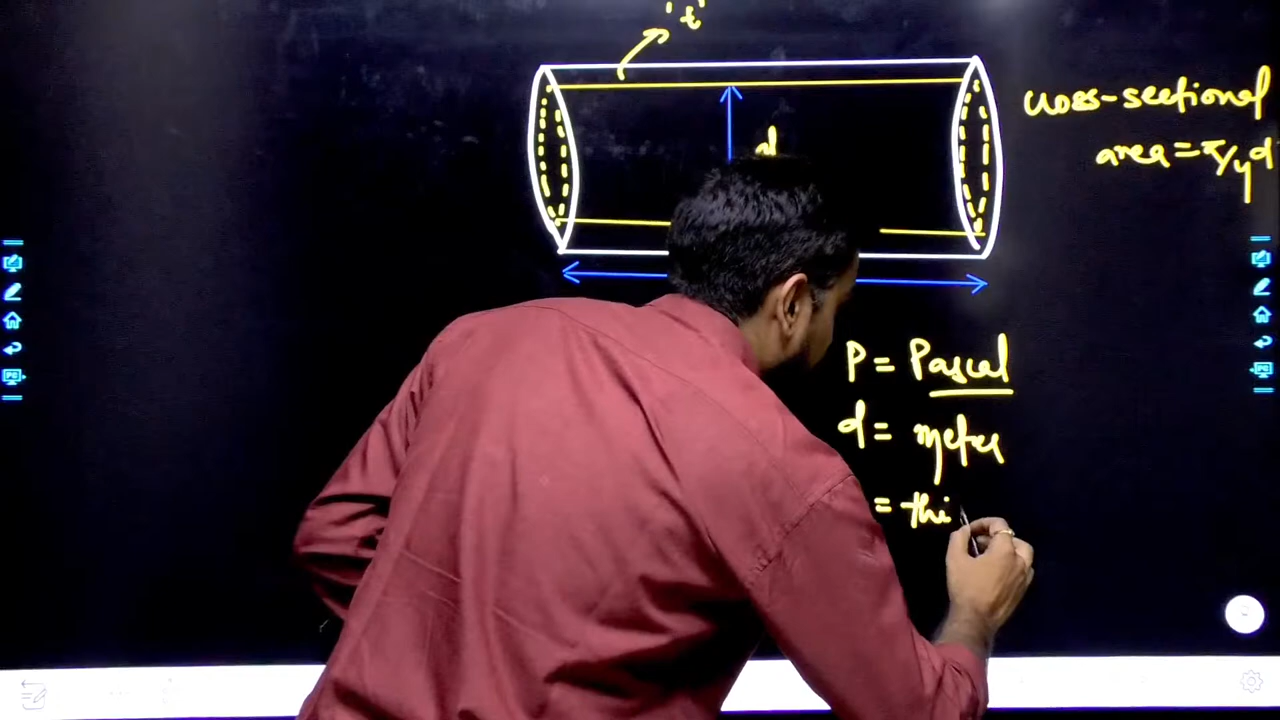 't'
d
cross-sectional
area = π/4 d
P = Pascal
d = meter
= thi